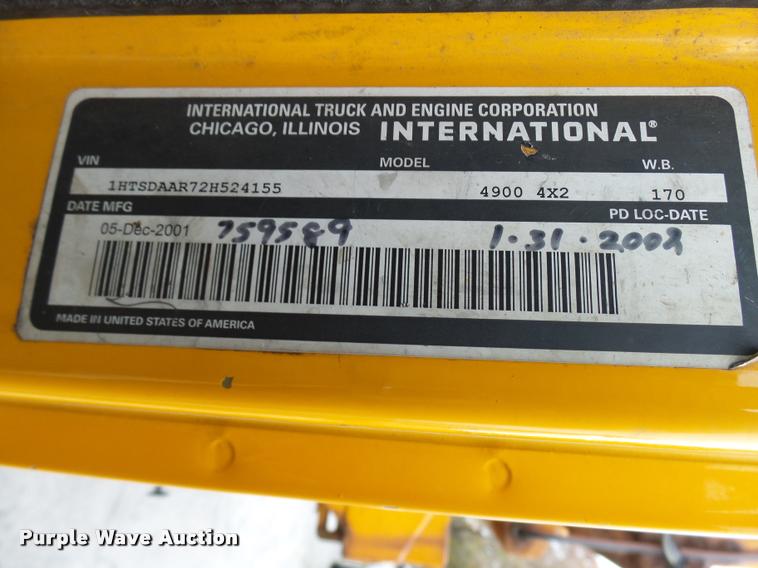 INTERNATIONAL TRUCK AND ENGINE CORPORATION
CHICAGO, ILLINOIS INTERNATIONAL®
VIN MODEL W.B.
1HTSDAAR72H524155 4900 4X2 170
DATE MFG PD LOC-DATE
05-Dec-2001 759589 1·31·2002
MADE IN UNITED STATES OF AMERICA
Purple Wave Auction